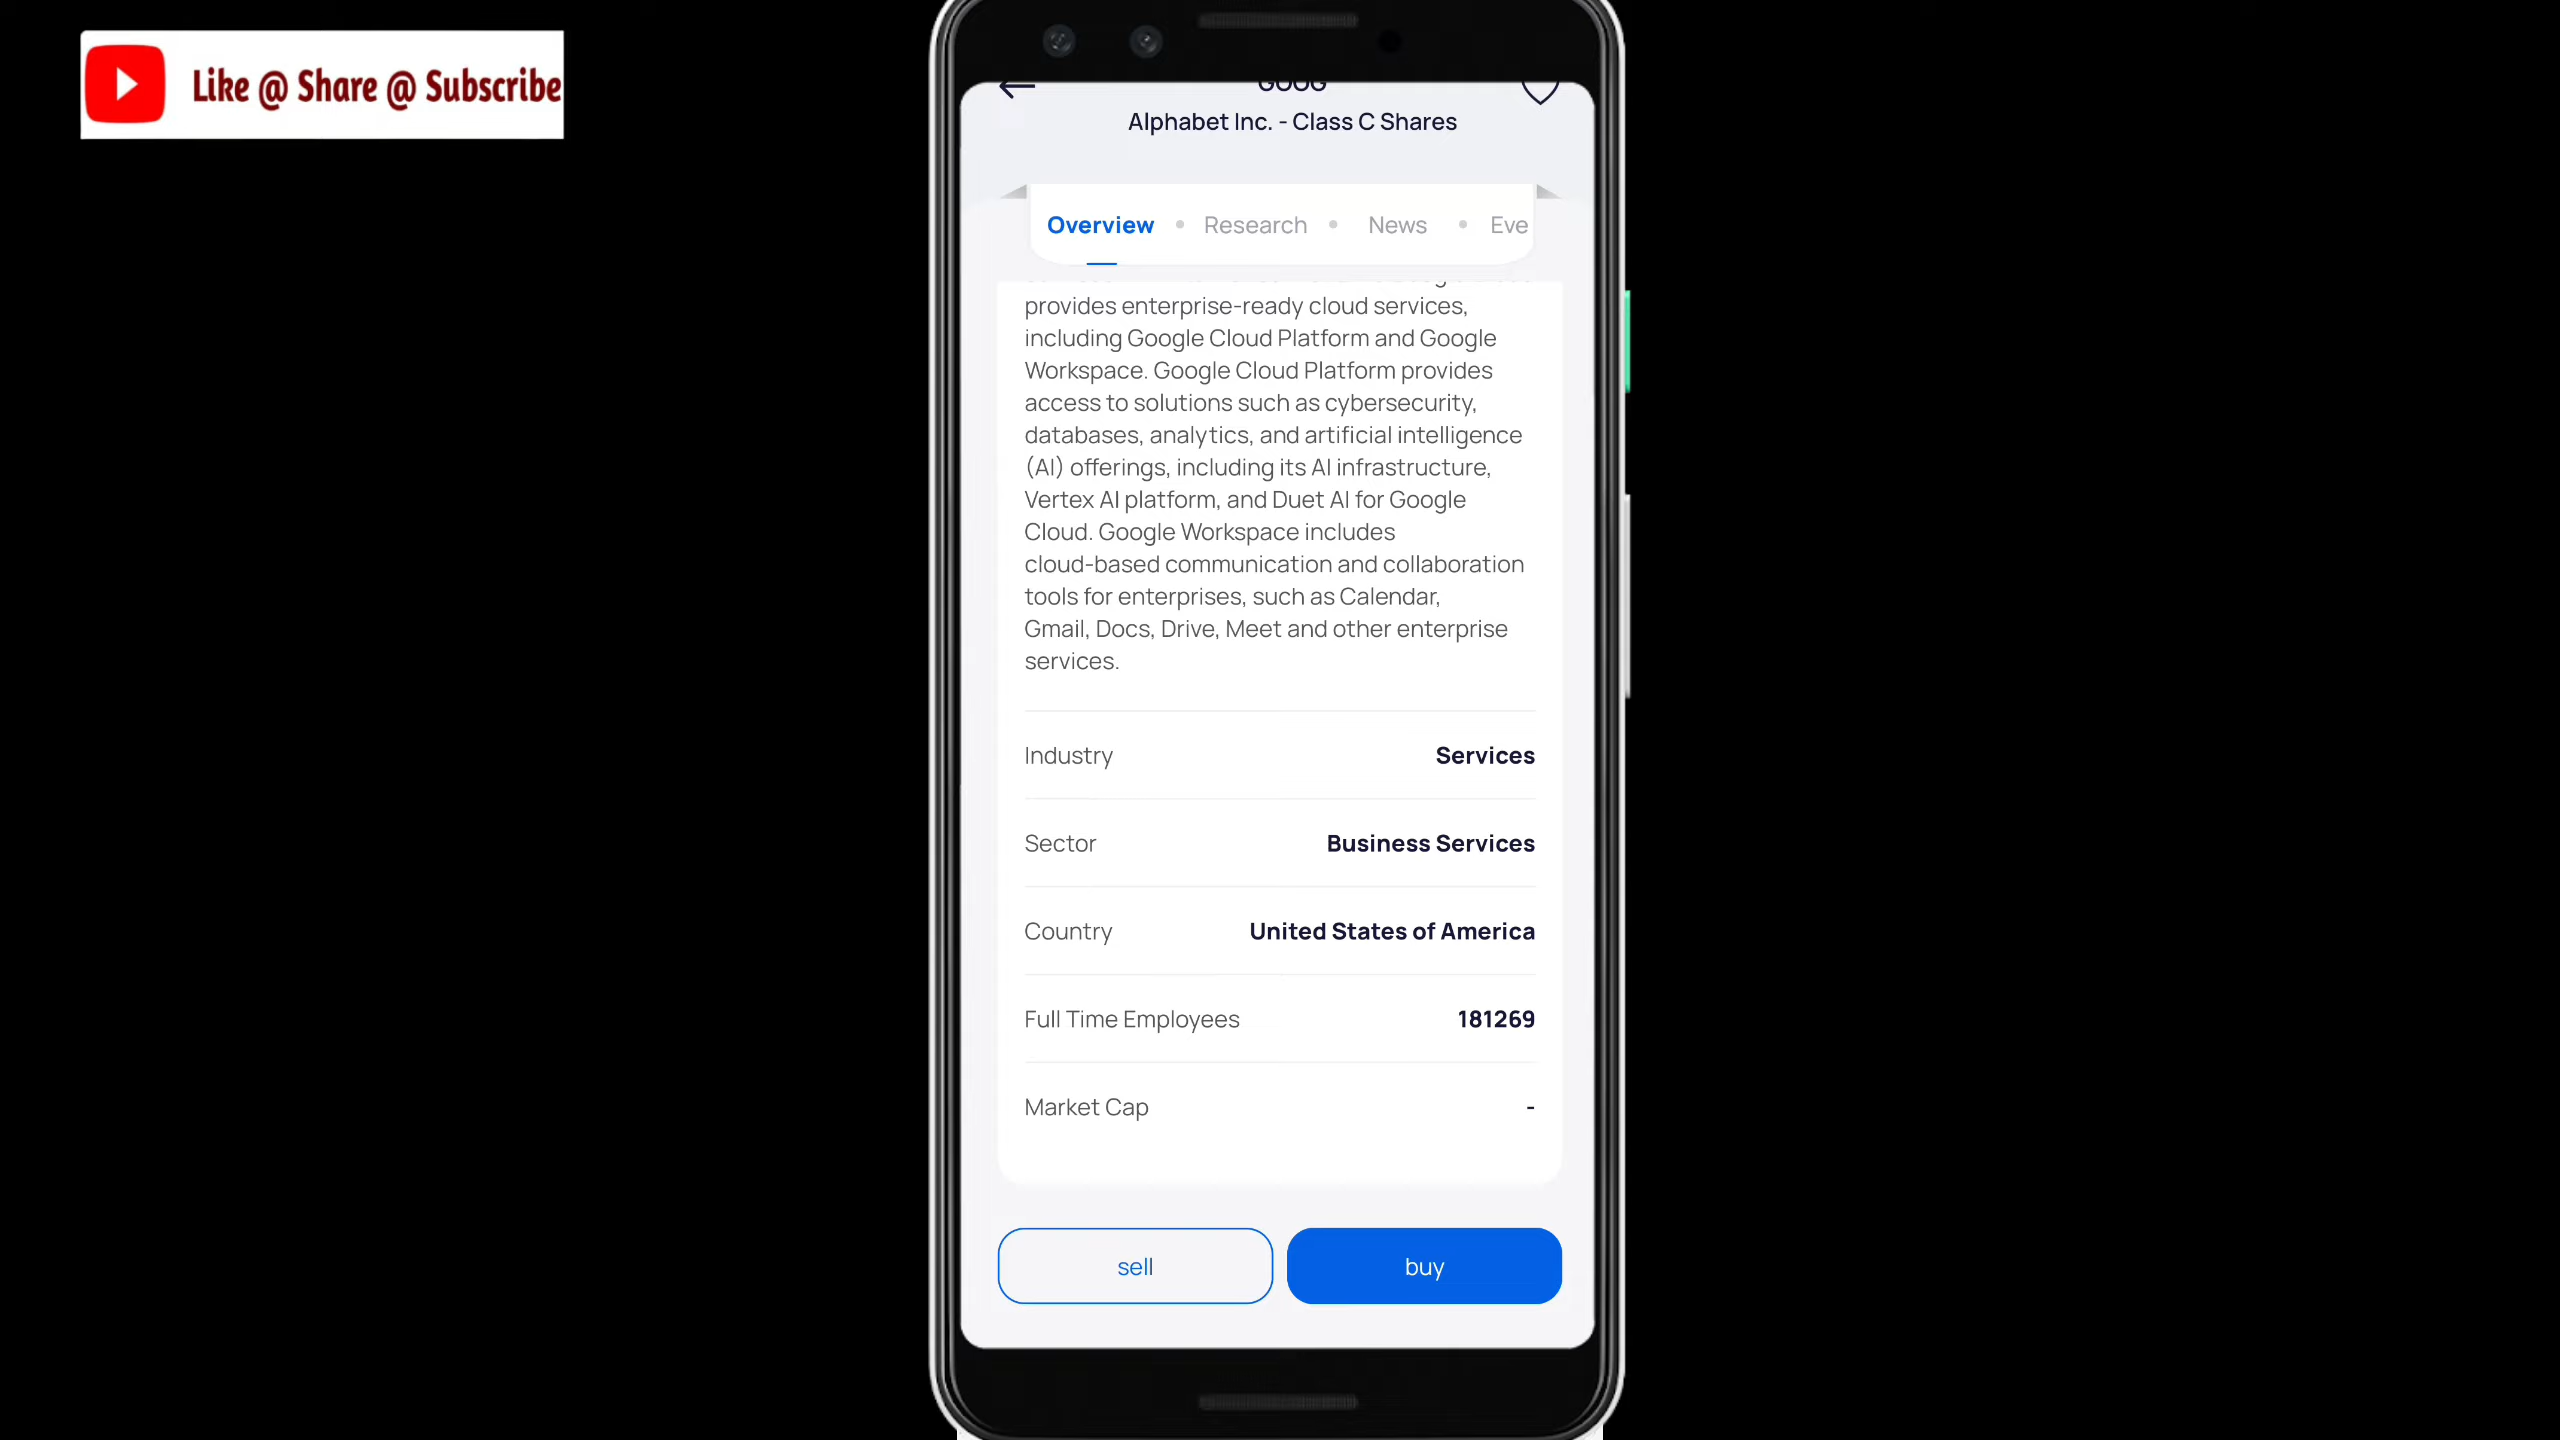 Like @ Share @ Subscribe
GOOG
Alphabet Inc. - Class C Shares
Overview • Research • News • Eve
provides enterprise-ready cloud services,
including Google Cloud Platform and Google
Workspace. Google Cloud Platform provides
access to solutions such as cybersecurity,
databases, analytics, and artificial intelligence
(AI) offerings, including its AI infrastructure,
Vertex AI platform, and Duet AI for Google
Cloud. Google Workspace includes
cloud-based communication and collaboration
tools for enterprises, such as Calendar,
Gmail, Docs, Drive, Meet and other enterprise
services.
Industry Services
Sector Business Services
Country United States of America
Full Time Employees 181269
Market Cap -
sell buy